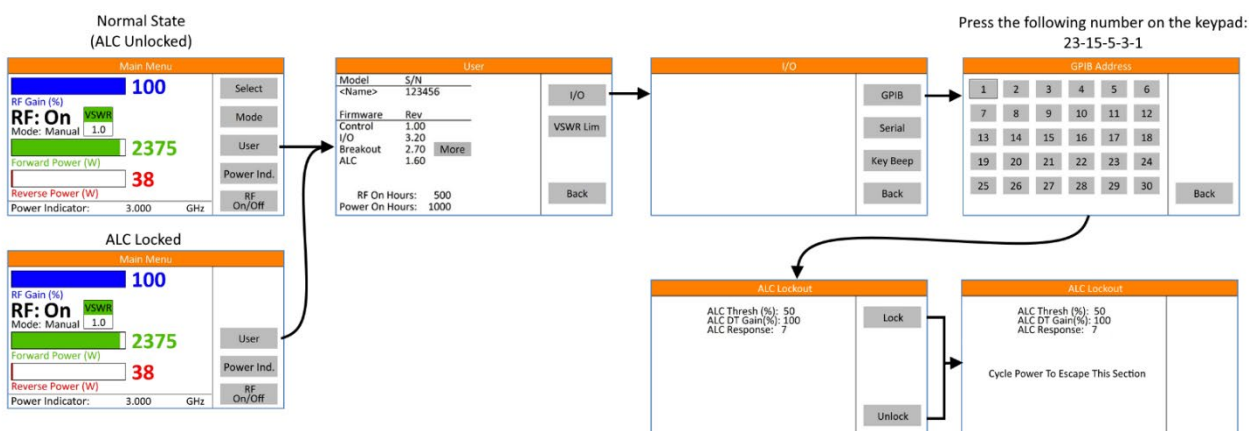 Normal State
(ALC Unlocked)
Main Menu
100
RF Gain (%)
RF: On VSWR
Mode: Manual 1.0
2375
Forward Power (W)
38
Reverse Power (W)
Power Indicator: 3.000 GHz
Select
Mode
User
Power Ind.
RF
On/Off
User
Model S/N
<Name> 123456
Firmware Rev
Control 1.00
I/O 3.20
Breakout 2.70 More
ALC 1.60
RF On Hours: 500
Power On Hours: 1000
I/O
VSWR Lim
Back
I/O
GPIB
Serial
Key Beep
Back
Press the following number on the keypad:
23-15-5-3-1
GPIB Address
1 2 3 4 5 6
7 8 9 10 11 12
13 14 15 16 17 18
19 20 21 22 23 24
25 26 27 28 29 30
Back
ALC Locked
Main Menu
100
RF Gain (%)
RF: On VSWR
Mode: Manual 1.0
2375
Forward Power (W)
38
Reverse Power (W)
Power Indicator: 3.000 GHz
User
Power Ind.
RF
On/Off
ALC Lockout
ALC Thresh (%): 50
ALC DT Gain(%): 100
ALC Response: 7
Lock
Unlock
ALC Lockout
ALC Thresh (%): 50
ALC DT Gain(%): 100
ALC Response: 7
Cycle Power To Escape This Section